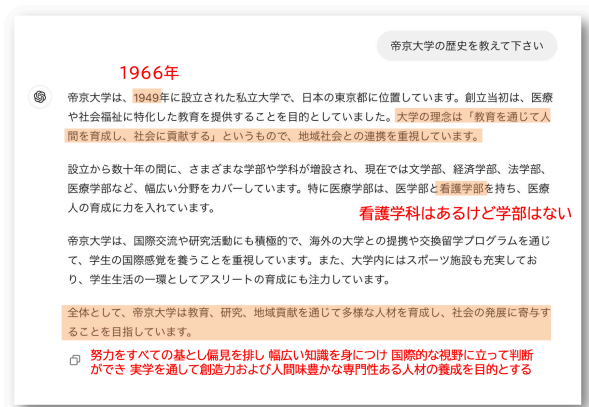 帝京大学の歴史を教えて下さい
1966年
帝京大学は、1949年に設立された私立大学で、日本の東京都に位置しています。創立当初は、医療
や社会福祉に特化した教育を提供することを目的としていました。大学の理念は「教育を通じて人
間を育成し、社会に貢献する」というもので、地域社会との連携を重視しています。
設立から数十年の間に、さまざまな学部や学科が増設され、現在では文学部、経済学部、法学部、
医療学部など、幅広い分野をカバーしています。特に医療学部は、医学部と看護学部を持ち、医療
人の育成に力を入れています。
看護学科はあるけど学部はない
帝京大学は、国際交流や研究活動にも積極的で、海外の大学との提携や交換留学プログラムを通じ
て、学生の国際感覚を養うことを重視しています。また、大学内にはスポーツ施設も充実してお
り、学生生活の一環としてアスリートの育成にも注力しています。
全体として、帝京大学は教育、研究、地域貢献を通じて多様な人材を育成し、社会の発展に寄与す
ることを目指しています。
努力をすべての基とし偏見を排し 幅広い知識を身につけ 国際的な視野に立って判断
ができ 実学を通して創造力および人間味豊かな専門性ある人材の養成を目的とする